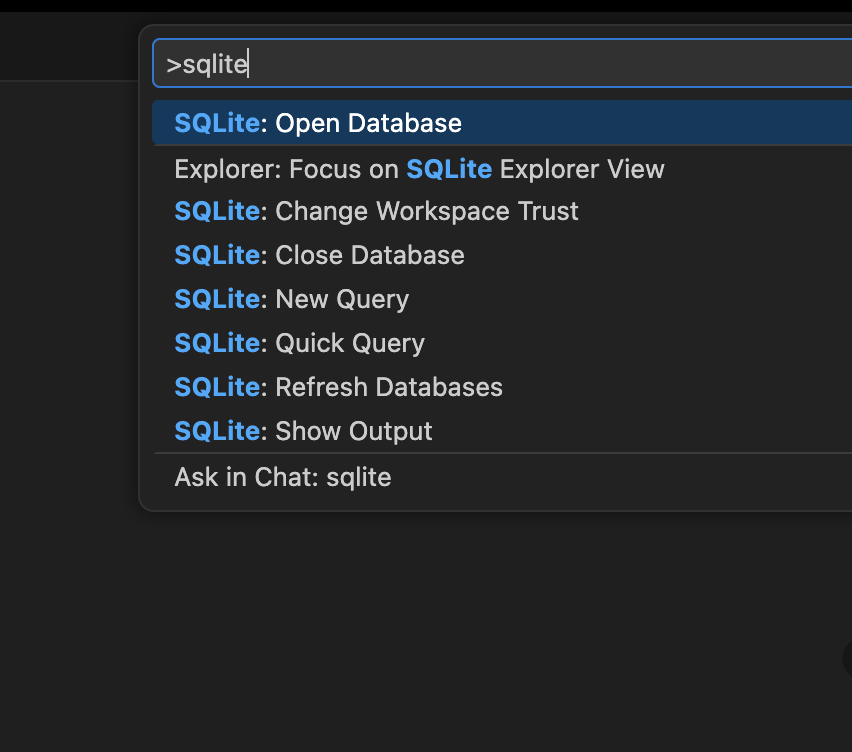 >sqlite
SQLite: Open Database
Explorer: Focus on SQLite Explorer View
SQLite: Change Workspace Trust
SQLite: Close Database
SQLite: New Query
SQLite: Quick Query
SQLite: Refresh Databases
SQLite: Show Output
Ask in Chat: sqlite